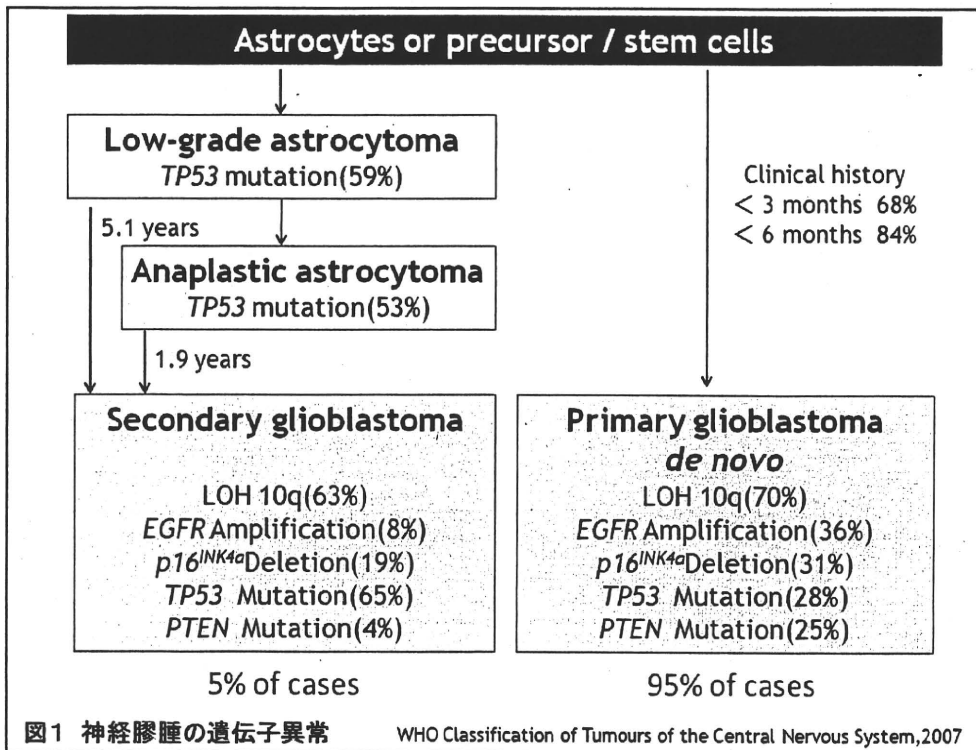 Astrocytes or precursor / stem cells
Low-grade astrocytoma
TP53 mutation(59%)
Clinical history
< 3 months 68%
< 6 months 84%
5.1 years
Anaplastic astrocytoma
TP53 mutation(53%)
1.9 years
Secondary glioblastoma
LOH 10q(63%)
EGFR Amplification(8%)
p16INK4aDeletion(19%)
TP53 Mutation(65%)
PTEN Mutation(4%)
5% of cases
Primary glioblastoma
de novo
LOH 10q(70%)
EGFR Amplification(36%)
p16INK4aDeletion(31%)
TP53 Mutation(28%)
PTEN Mutation(25%)
95% of cases
図1 神経膠腫の遺伝子異常
WHO Classification of Tumours of the Central Nervous System,2007